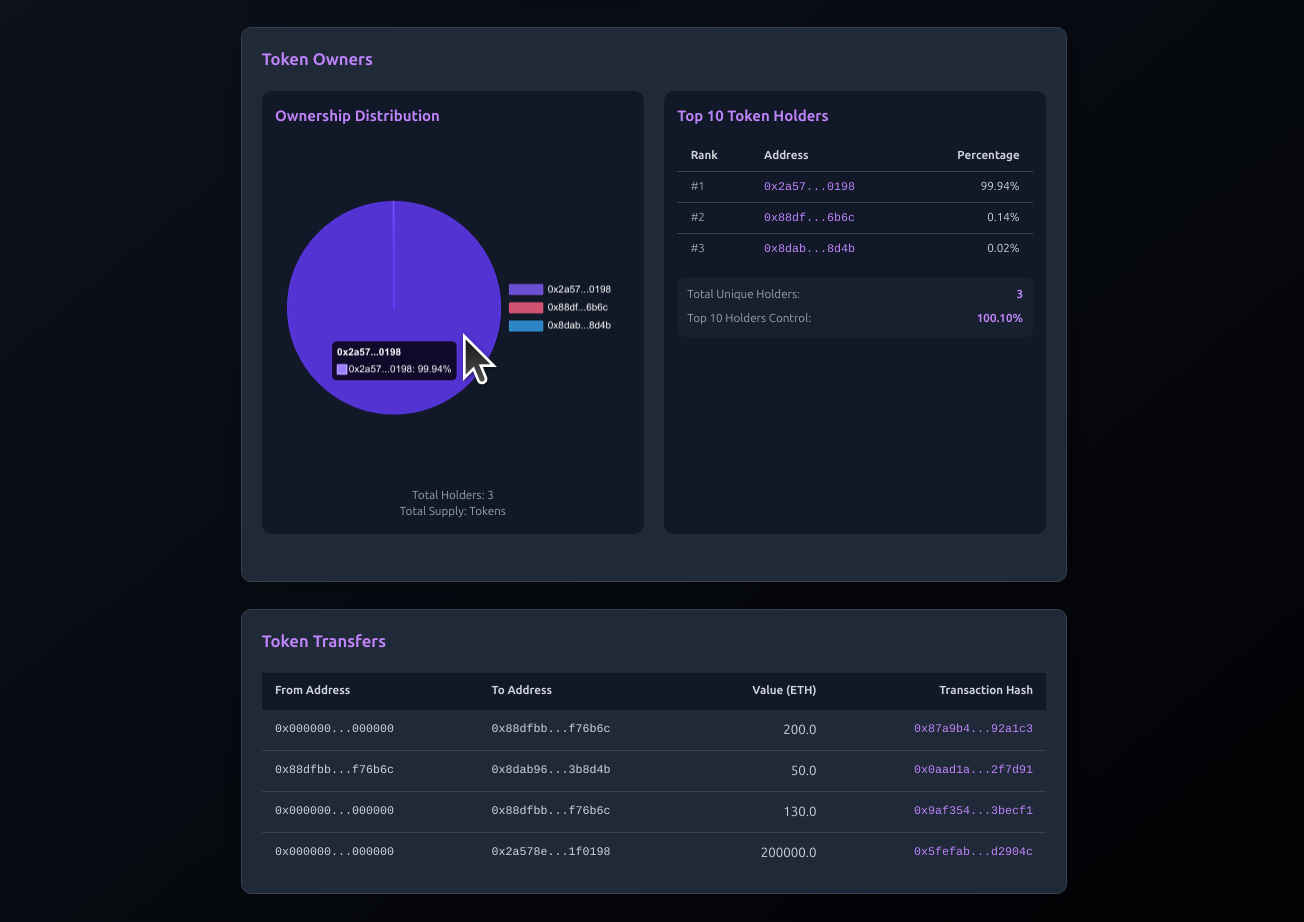 Token Owners
Ownership Distribution
0x2a57...0198
0x88df...6b6c
0x8dab...8d4b
0x2a57...0198
0x2a57...0198: 99.94%
Total Holders: 3
Total Supply: Tokens
Top 10 Token Holders
Rank Address Percentage
#1 0x2a57...0198 99.94%
#2 0x88df...6b6c 0.14%
#3 0x8dab...8d4b 0.02%
Total Unique Holders: 3
Top 10 Holders Control: 100.10%
Token Transfers
From Address To Address Value (ETH) Transaction Hash
0x000000...000000 0x88dfbb...f76b6c 200.0 0x87a9b4...92a1c3
0x88dfbb...f76b6c 0x8dab96...3b8d4b 50.0 0x0aad1a...2f7d91
0x000000...000000 0x88dfbb...f76b6c 130.0 0x9af354...3becf1
0x000000...000000 0x2a578e...1f0198 200000.0 0x5fefab...d2904c